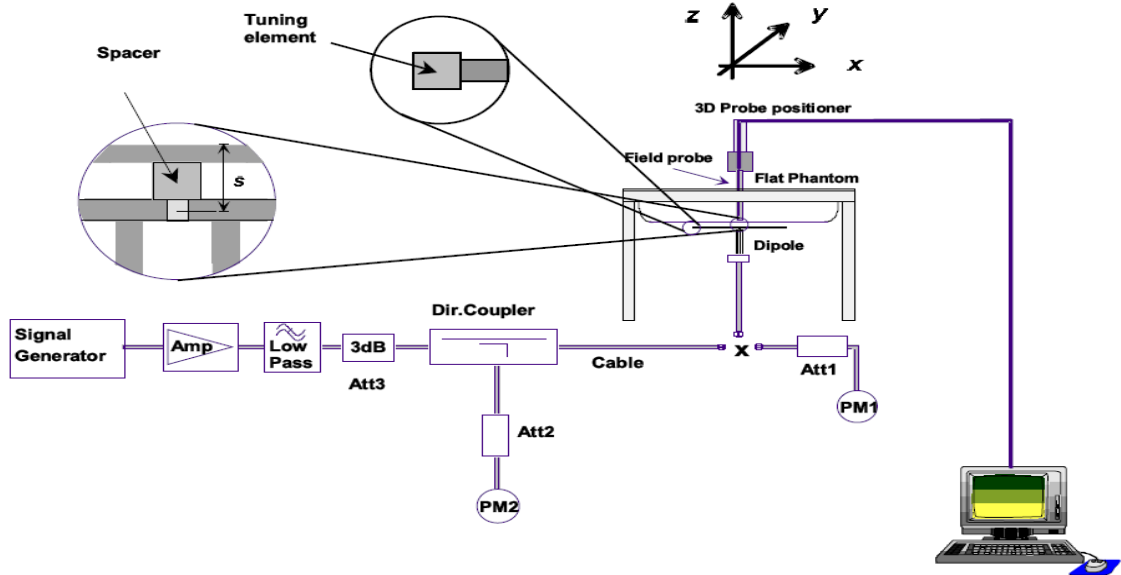 Tuning
element
Spacer
s
z
y
x
3D Probe positioner
Field probe
Flat Phantom
Dipole
Dir.Coupler
Signal
Generator
Amp
Low
Pass
3dB
Att3
Cable
x
Att1
PM1
Att2
PM2